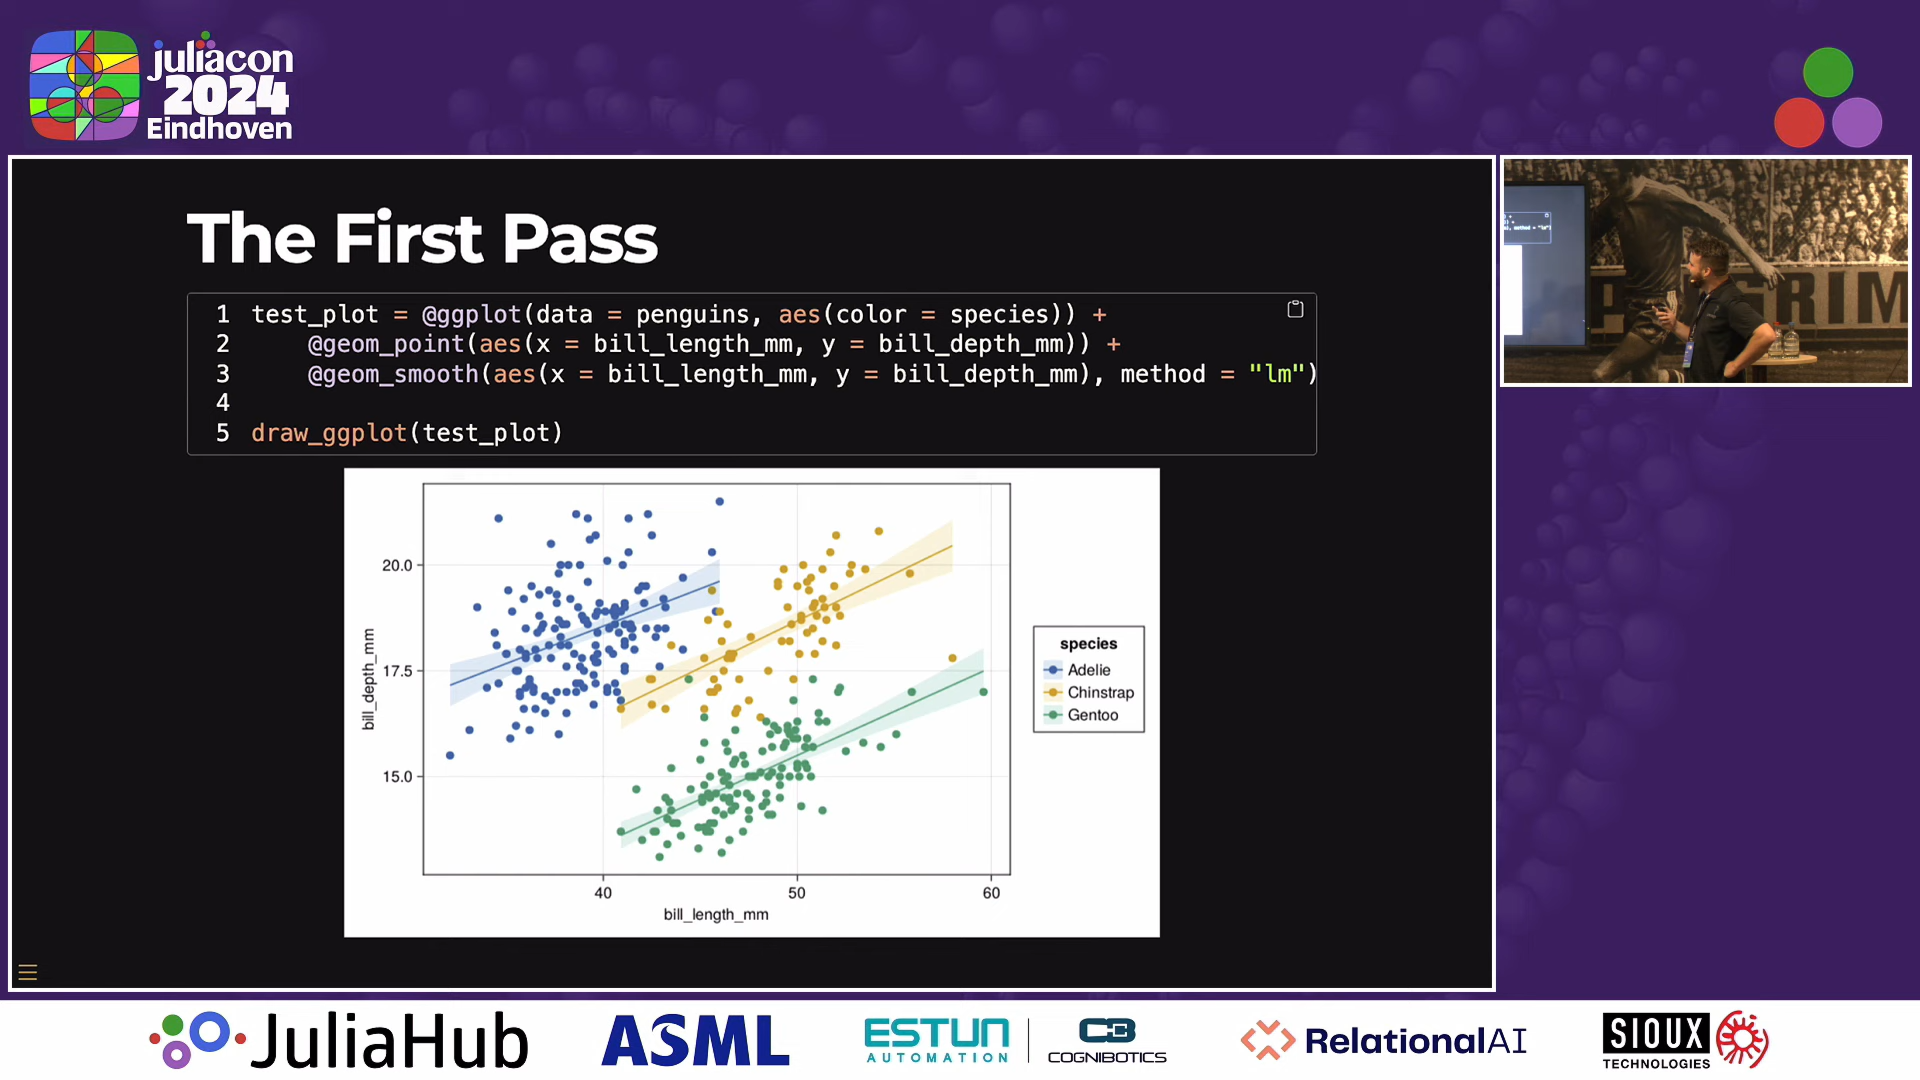 juliacon
2024
Eindhoven
The First Pass
1 test_plot = @ggplot(data = penguins, aes(color = species)) +
2 @geom_point(aes(x = bill_length_mm, y = bill_depth_mm)) +
3 @geom_smooth(aes(x = bill_length_mm, y = bill_depth_mm), method = "lm")
4
5 draw_ggplot(test_plot)
20.0
17.5
15.0
bill_depth_mm
40 50 60
bill_length_mm
species
Adelie
Chinstrap
Gentoo
GRIM
JuliaHub
ASML
ESTUN
AUTOMATION
CB
COGNIBOTICS
RelationalAI
SIOUX
TECHNOLOGIES